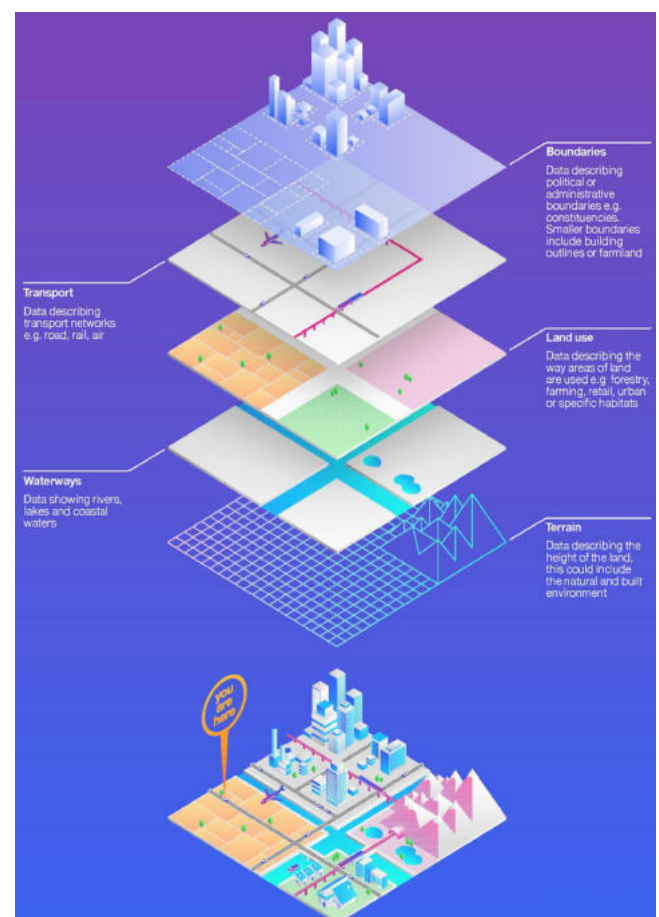 Boundaries
Data describing
political or
administrative
boundaries e.g.
constituencies.
Smaller boundaries
include building
outlines or farmland
Transport
Data describing
transport networks
e.g. road, rail, air
Land use
Data describing the
way areas of land
are used e.g forestry,
farming, retail, urban
or specific habitats
Waterways
Data showing rivers,
lakes and coastal
waters
Terrain
Data describing the
height of the land,
this could include
the natural and built
environment
you
are
here